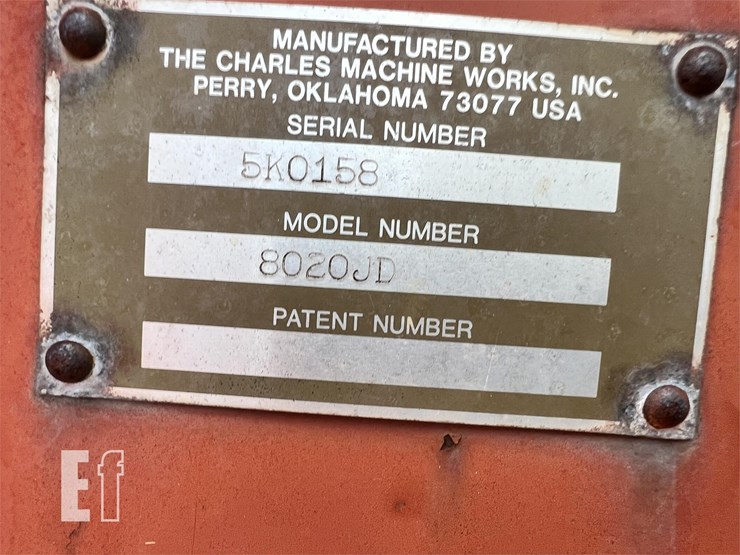 MANUFACTURED BY
THE CHARLES MACHINE WORKS, INC.
PERRY, OKLAHOMA 73077 USA
SERIAL NUMBER
5K0158
MODEL NUMBER
8020JD
PATENT NUMBER
Ef